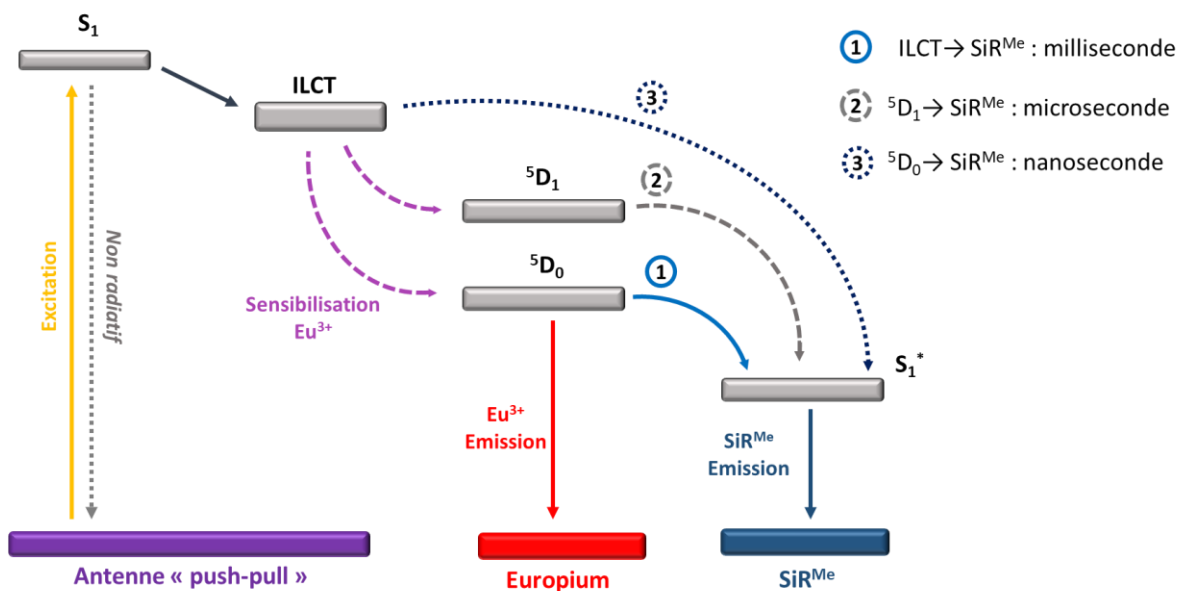 S1
ILCT
3
1 ILCT→ SiRMe : milliseconde
2 5D1→ SiRMe : microseconde
3 5D0→ SiRMe : nanoseconde
5D1
2
5D0
1
Excitation
Non radiatif
Sensibilisation
Eu3+
S1*
Eu3+
Emission
SiRMe
Emission
Antenne « push-pull »
Europium
SiRMe